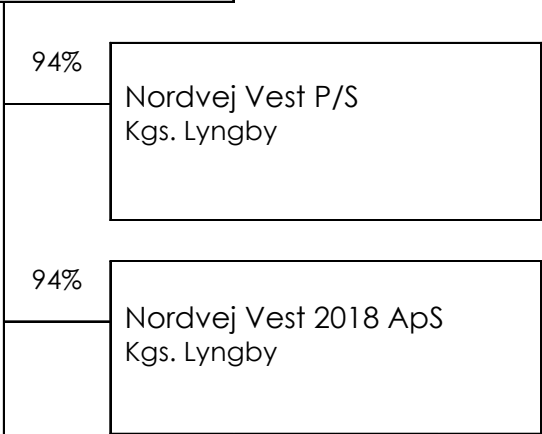 94%
Nordvej Vest P/S
Kgs. Lyngby
94%
Nordvej Vest 2018 ApS
Kgs. Lyngby